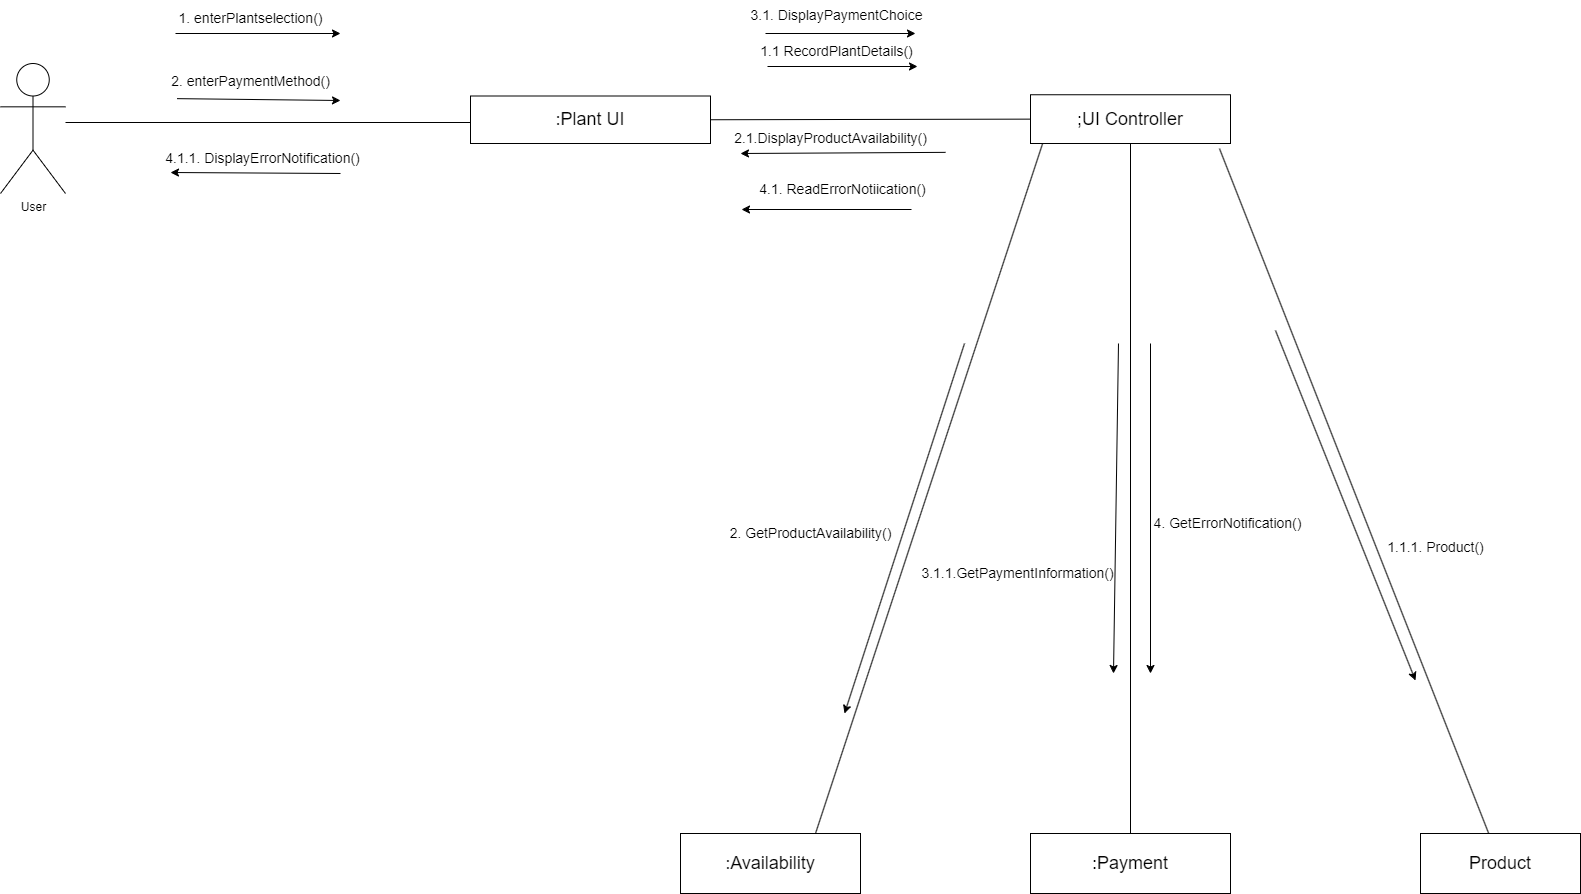 1. enterPlantselection()
3.1. DisplayPaymentChoice
1.1 RecordPlantDetails()
2. enterPaymentMethod()
:Plant UI
;UI Controller
2.1.DisplayProductAvailability()
4.1.1. DisplayErrorNotification()
4.1. ReadErrorNotiication()
User
2. GetProductAvailability()
4. GetErrorNotification()
3.1.1.GetPaymentInformation()
1.1.1. Product()
:Availability
:Payment
Product